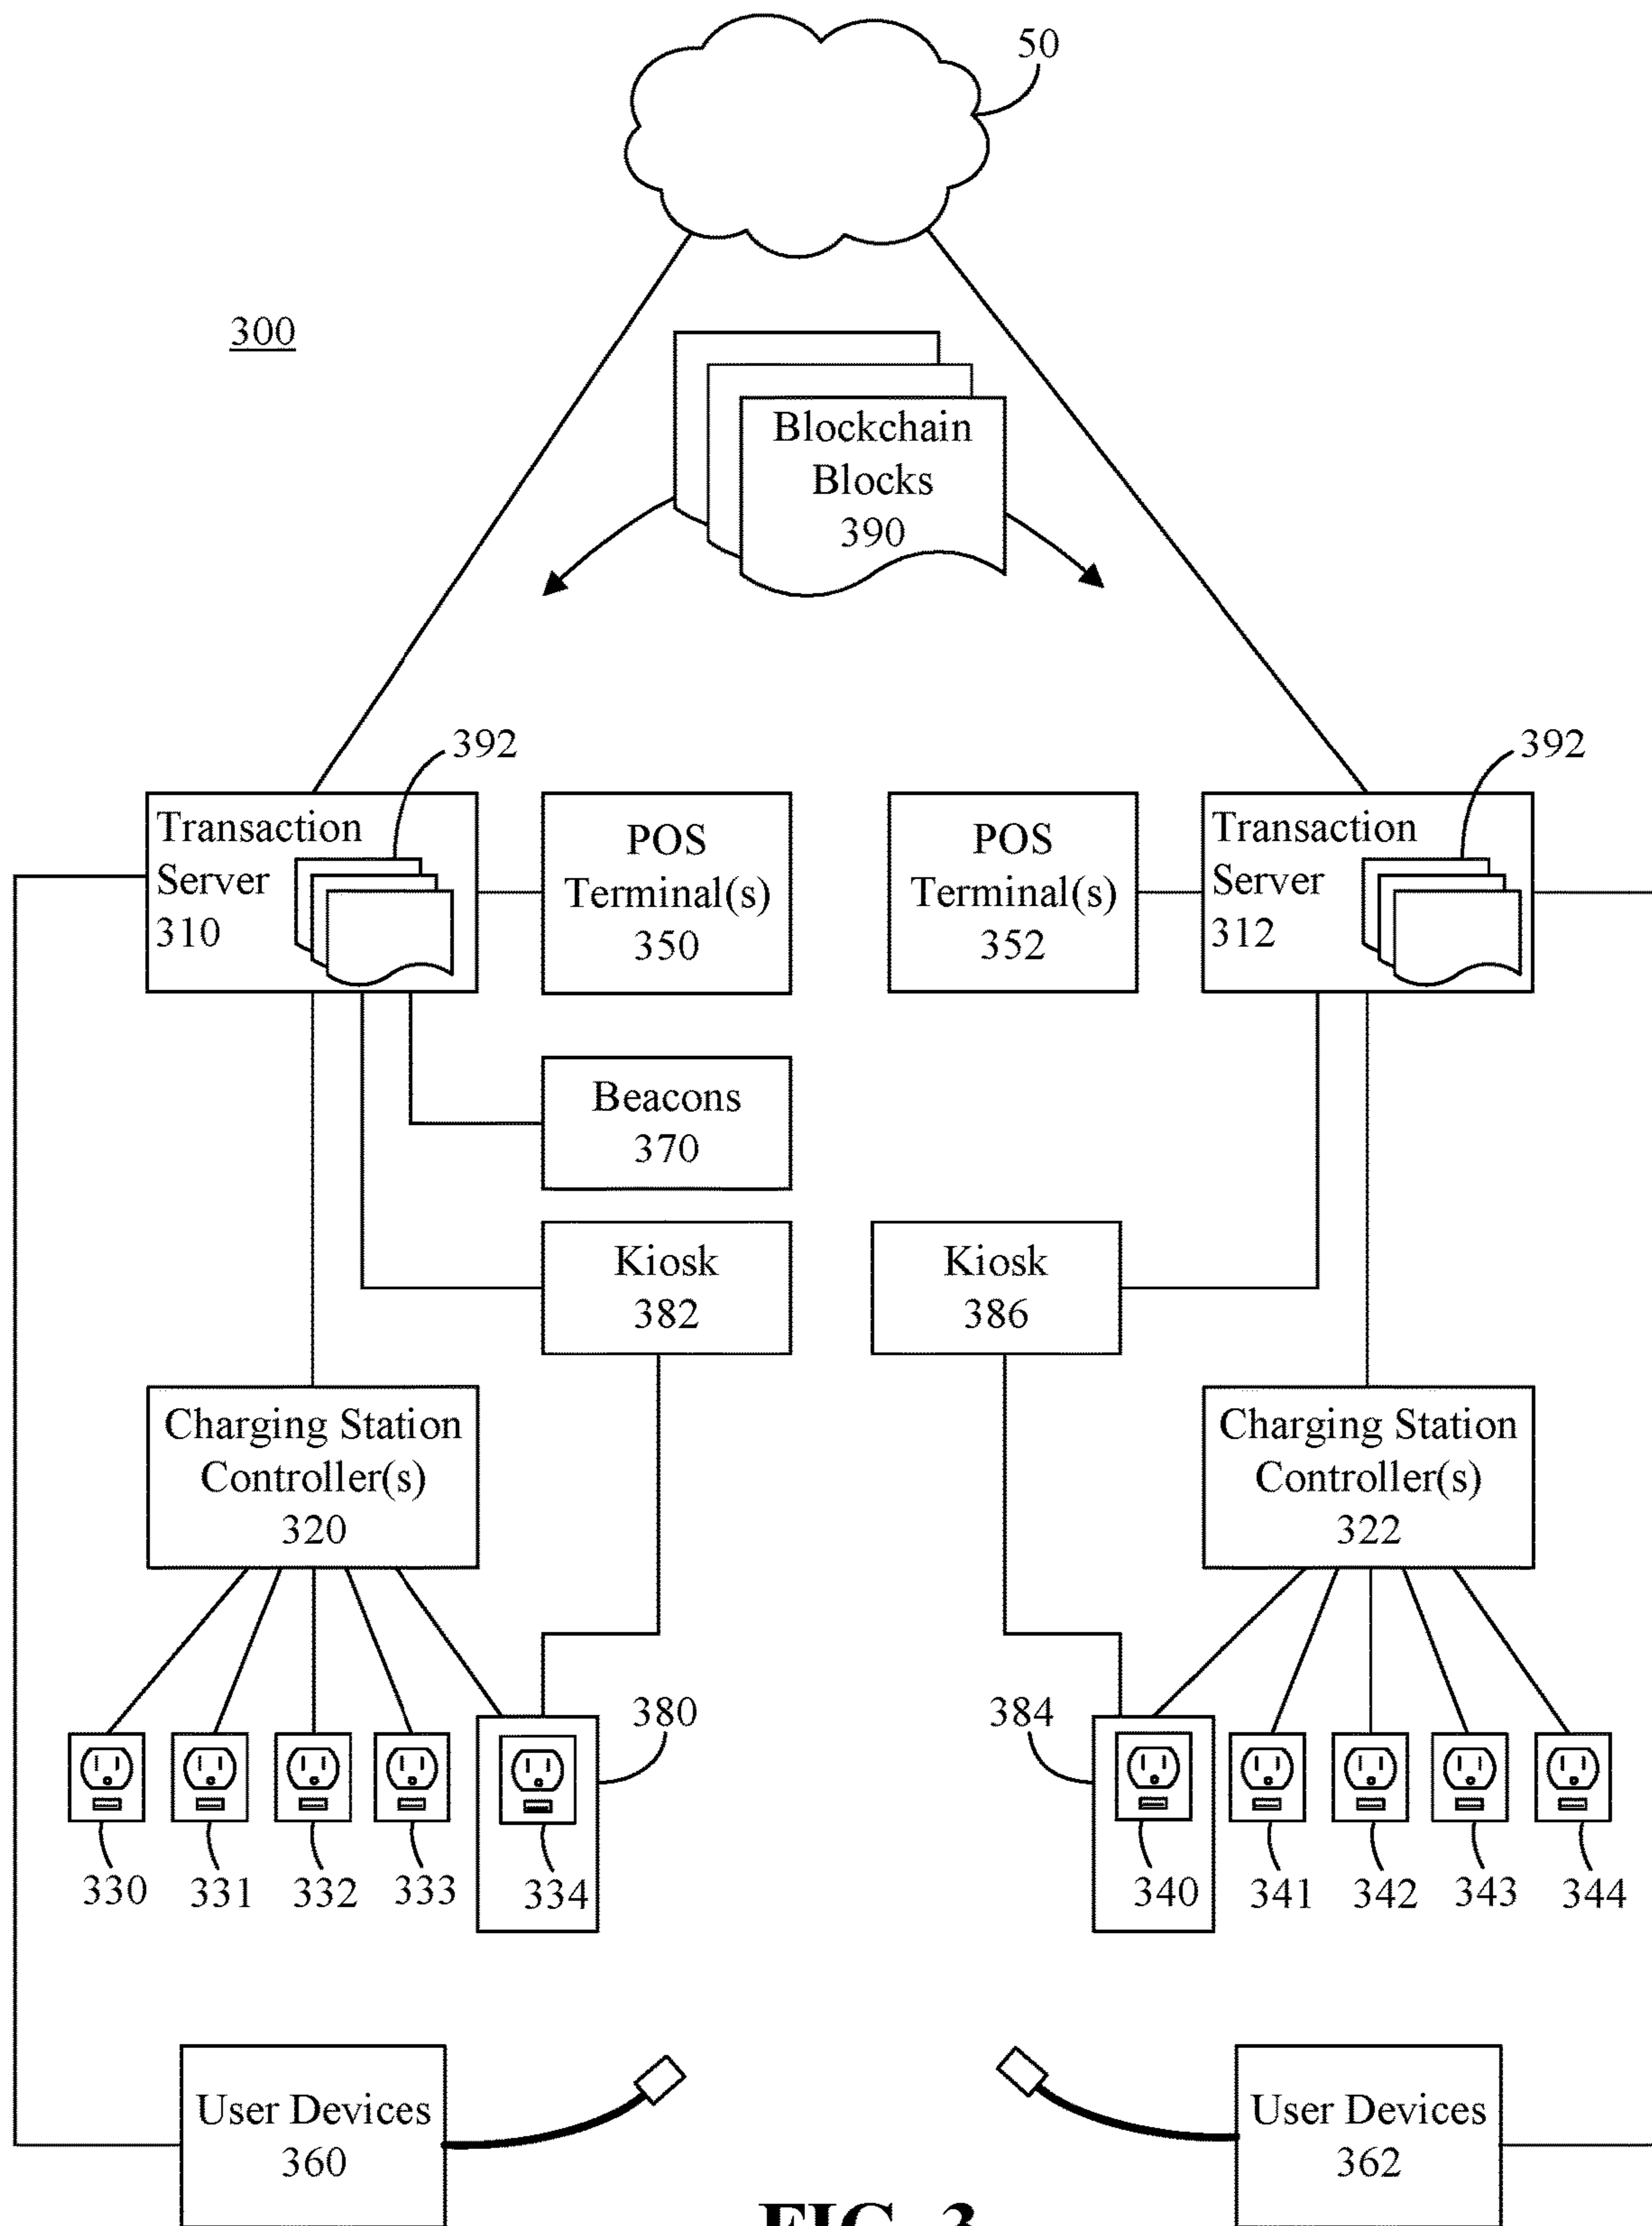 50
300
Blockchain
Blocks
390
392
392
Transaction
Server
310
POS
Terminal(s)
350
POS
Terminal(s)
352
Transaction
Server
312
Beacons
370
Kiosk
382
Kiosk
386
Charging Station
Controller(s)
320
Charging Station
Controller(s)
322
380
384
330
331
332
333
334
340
341
342
343
344
User Devices
360
User Devices
362
FIG. 3